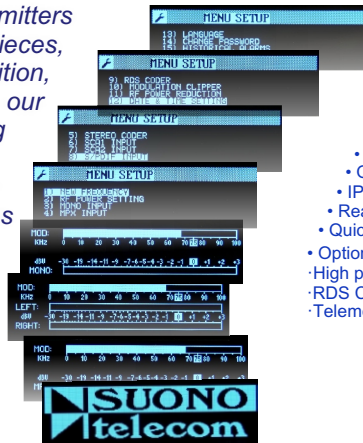 mitters
ieces,
ition,
our
g
s
MENU SETUP
13) LANGUAGE
14) CHANGE PASSWORD
15) HISTORICAL ALARMS
MENU SETUP
9) RDS CODER
10) MODULATION CLIPPER
11) RF POWER REDUCTION
12) DATE & TIME SETTING
MENU SETUP
5) STEREO CODER
6) SCA1 INPUT
7) SCA2 INPUT
8) S/PDIF INPUT
MENU SETUP
1) NEW FREQUENCY
2) RF POWER SETTING
3) MONO INPUT
4) MPX INPUT
MOD:
KHz 0 10 20 30 40 50 60 70 75 80 90 100
dBU -30 -19 -14 -11 -9 -7 -6 -5 -4 -3 -2 -1 0 +1 +2 +3
MONO:
MOD:
KHz 0 10 20 30 40 50 60 70 75 80 90 100
LEFT:
dBU -30 -19 -14 -11 -9 -7 -6 -5 -4 -3 -2 -1 0 +1 +2 +3
RIGHT:
MOD:
KHz 0 10 20 30 40 50 60 70 75 80 90 100
dBU -30 -19 -14 -11 -9 -7 -6 -5 -4 -3 -2 -1 0 +1 +2 +3
SUONO
telecom
•
• IP
• Rea
• Quic
• Option
·High p
·RDS C
·Telem